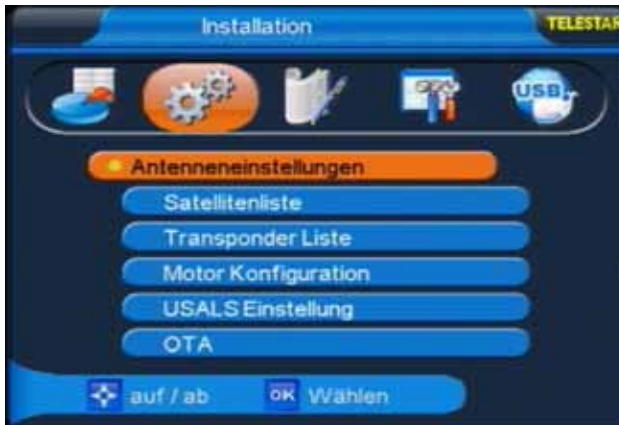 Installation
TELESTAR
USB
Antenneneinstellungen
Satellitenliste
Transponder Liste
Motor Konfiguration
USALS Einstellung
OTA
auf / ab OK Wählen